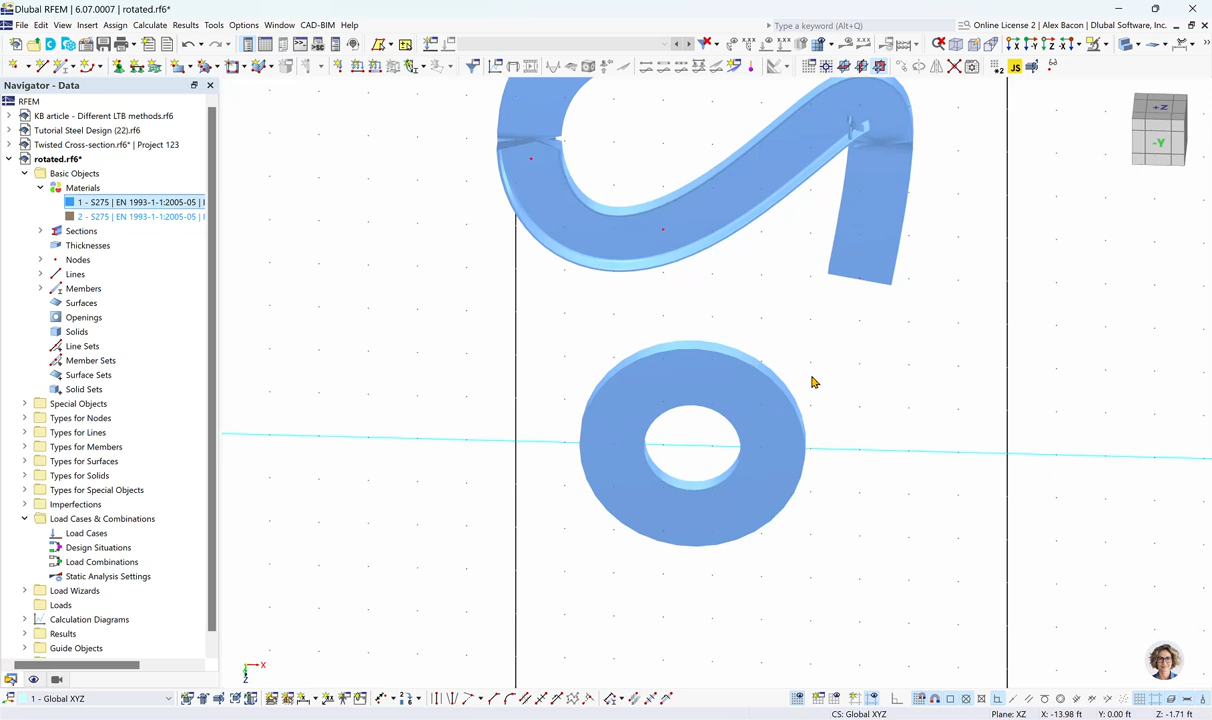 Dlubal RFEM | 6.07.0007 | rotated.rf6*
File Edit View Insert Assign Calculate Results Tools Options Window CAD-BIM Help
Type a keyword (Alt+Q)
Online License 2 | Alex Bacon | Dlubal Software, Inc.
Navigator - Data
RFEM
KB article - Different LTB methods.rf6
Tutorial Steel Design (22).rf6
Twisted Cross-section.rf6* | Project 123
rotated.rf6*
Basic Objects
Materials
1 - S275 | EN 1993-1-1:2005-05 | I
2 - S275 | EN 1993-1-1:2005-05 | I
Sections
Thicknesses
Nodes
Lines
Members
Surfaces
Openings
Solids
Line Sets
Member Sets
Surface Sets
Solid Sets
Special Objects
Types for Nodes
Types for Lines
Types for Members
Types for Surfaces
Types for Solids
Types for Special Objects
Imperfections
Load Cases & Combinations
Load Cases
Design Situations
Load Combinations
Static Analysis Settings
Load Wizards
Loads
Calculation Diagrams
Results
Guide Objects
+Z
-Y
X
Z
1 - Global XYZ
CS: Global XYZ
Plane: XZ
X: -13.98 ft
Y: 0.00 ft
Z: -1.71 ft